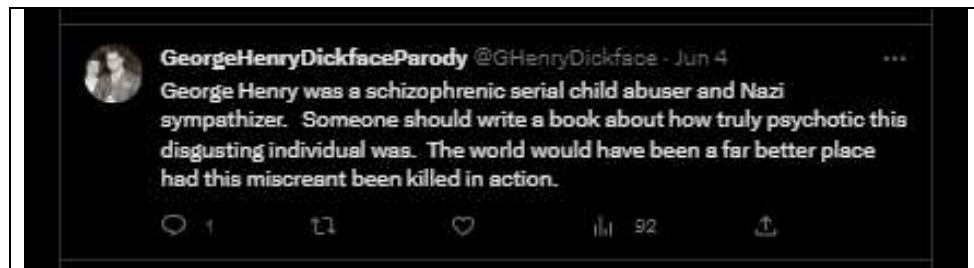 GeorgeHenryDickfaceParody @GHenryDickface · Jun 4 ···
George Henry was a schizophrenic serial child abuser and Nazi
sympathizer.   Someone should write a book about how truly psychotic this
disgusting individual was.  The world would have been a far better place
had this miscreant been killed in action.
1 92